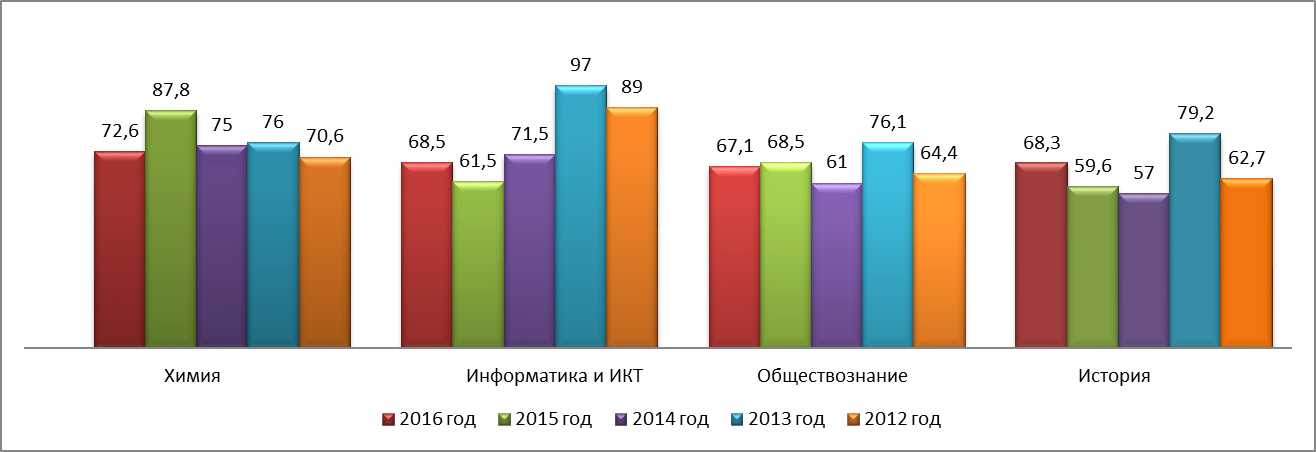 72,6 87,8 75 76 70,6
68,5 61,5 71,5 97 89
67,1 68,5 61 76,1 64,4
68,3 59,6 57 79,2 62,7
Химия Информатика и ИКТ Обществознание История
2016 год 2015 год 2014 год 2013 год 2012 год